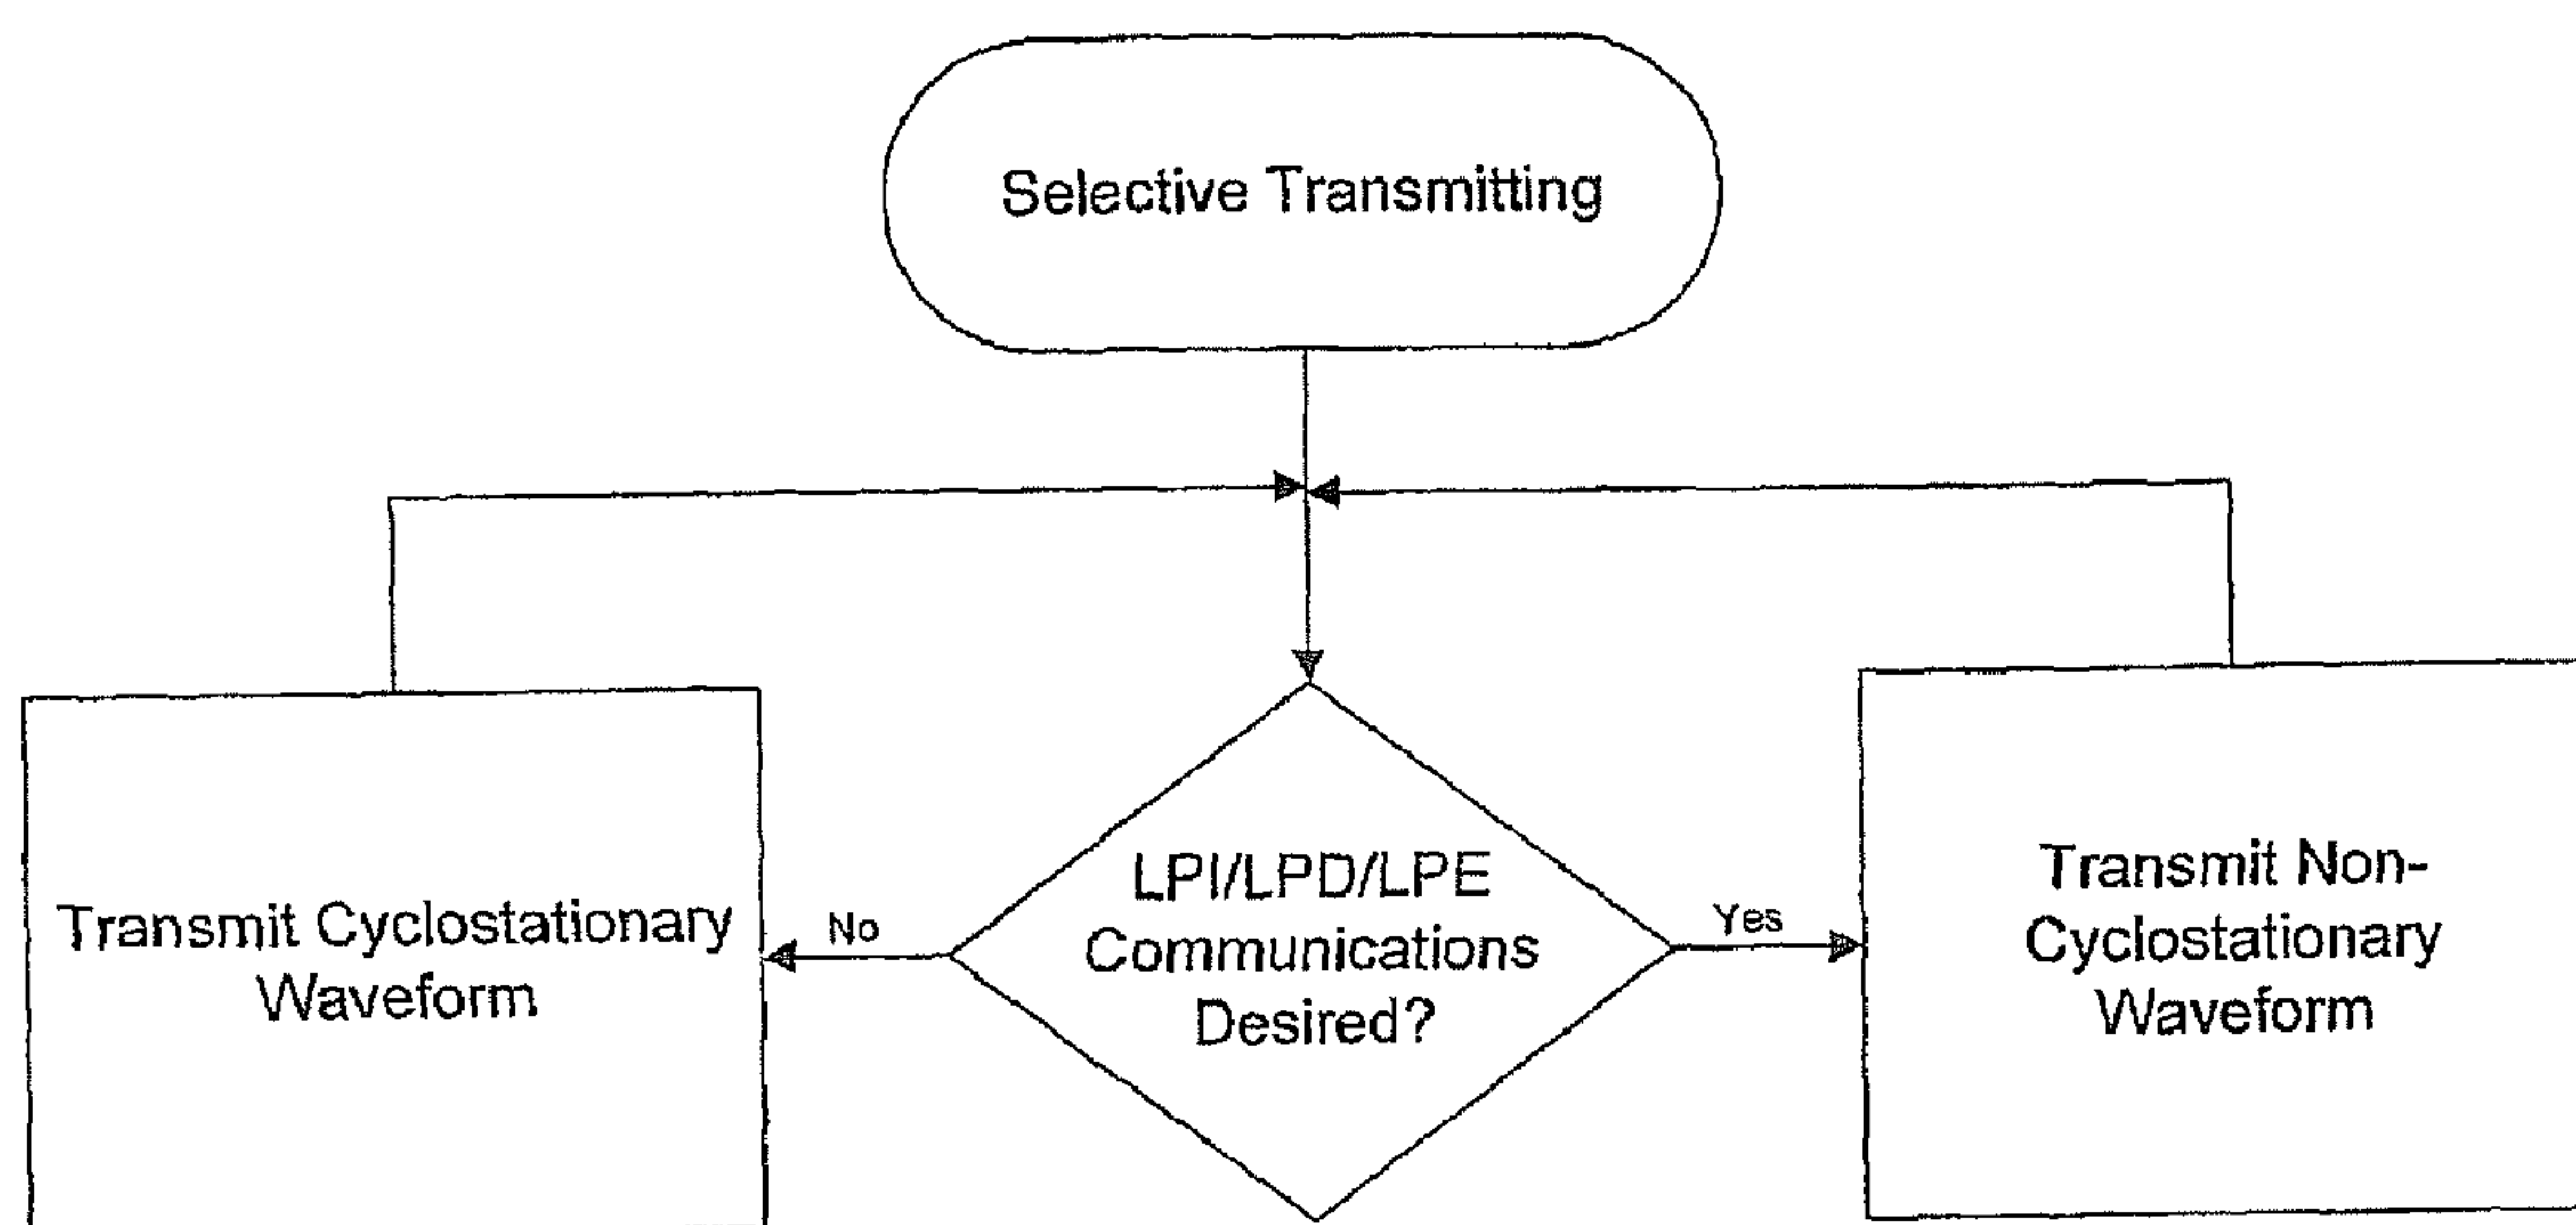 Selective Transmitting
Transmit Cyclostationary
Waveform
No
LPI/LPD/LPE
Communications
Desired?
Yes
Transmit Non-
Cyclostationary
Waveform